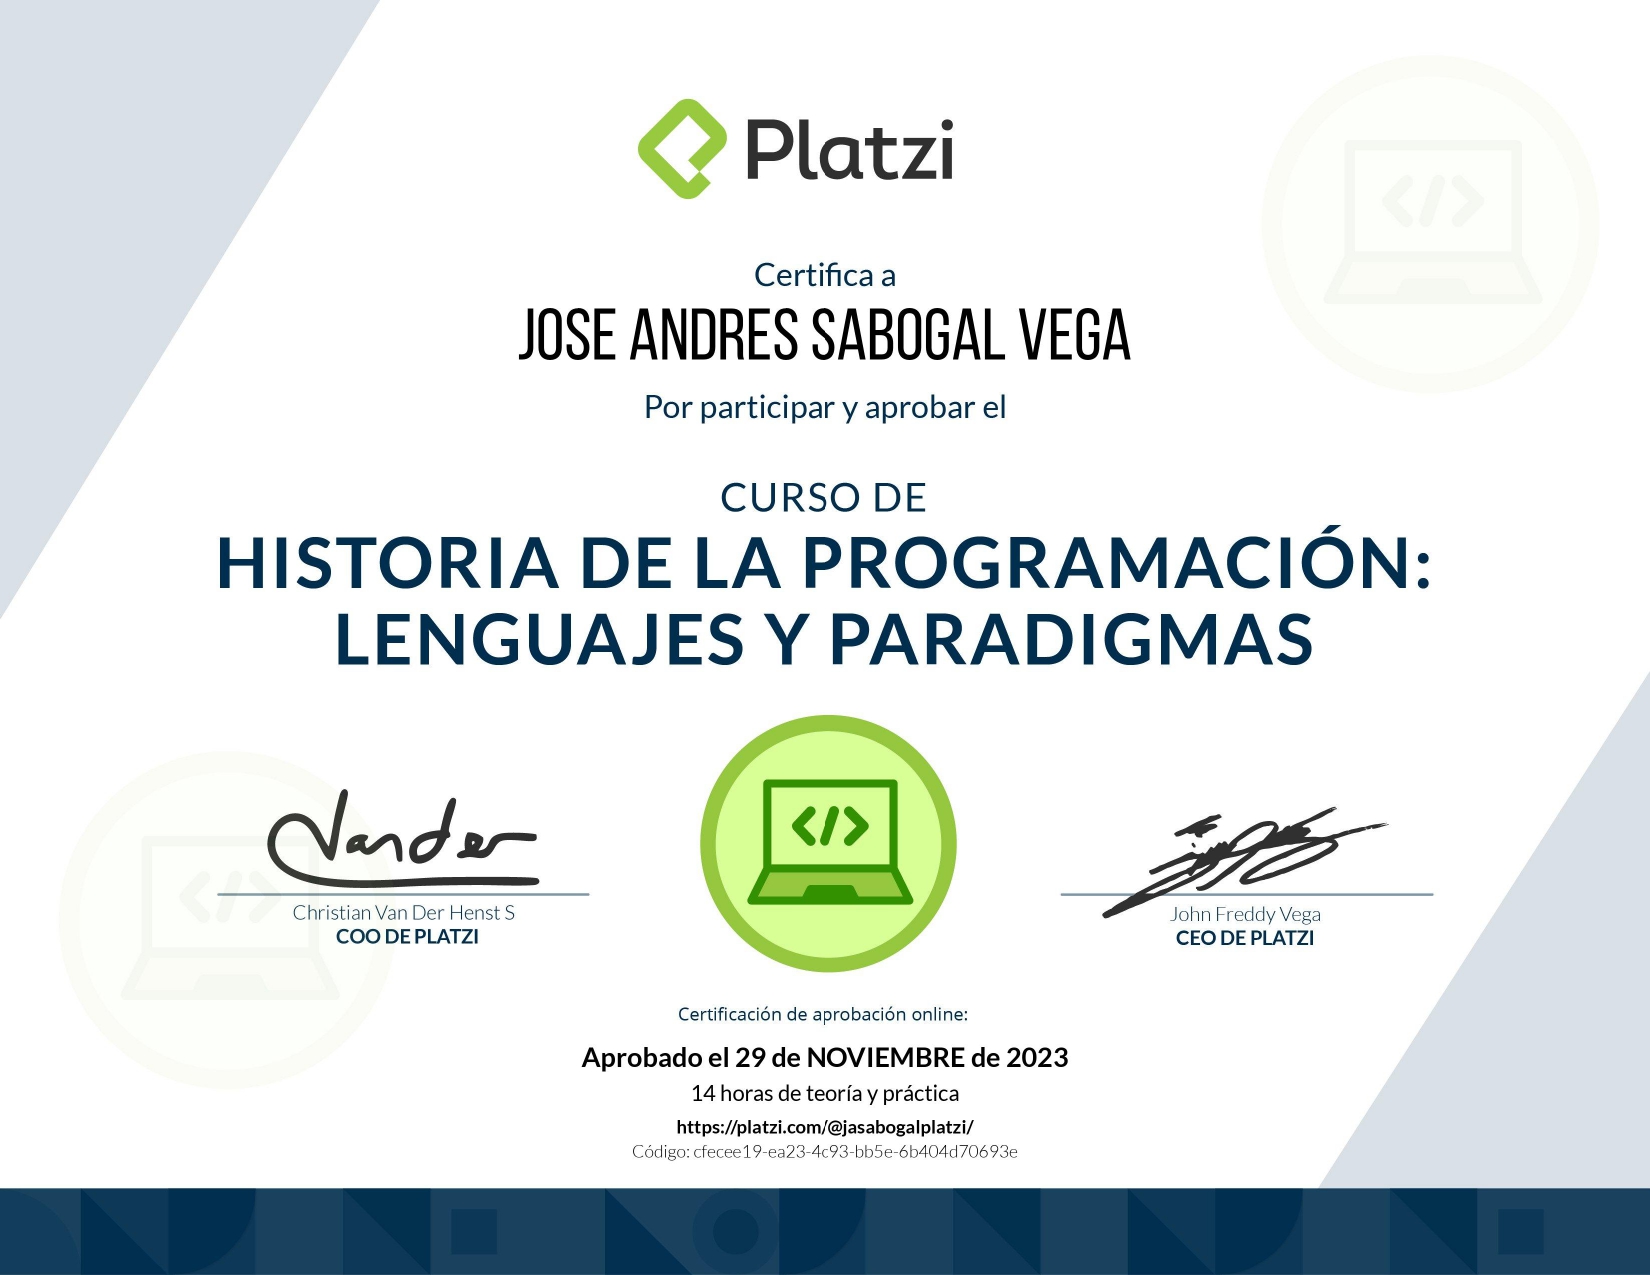 Platzi
Certifica a
JOSE ANDRES SABOGAL VEGA
Por participar y aprobar el
CURSO DE
HISTORIA DE LA PROGRAMACIÓN:
LENGUAJES Y PARADIGMAS
Vander
Christian Van Der Henst S
COO DE PLATZI
John Freddy Vega
CEO DE PLATZI
Certificación de aprobación online:
Aprobado el 29 de NOVIEMBRE de 2023
14 horas de teoría y práctica
https://platzi.com/@jasabogalplatzi/
Código: cfecee19-ea23-4c93-bb5e-6b404d70693e